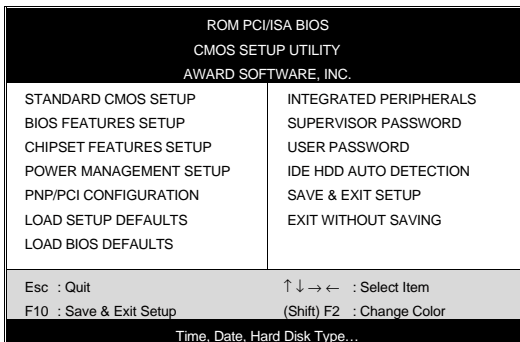 ROM PCI/ISA BIOS
CMOS SETUP UTILITY
AWARD SOFTWARE, INC.
STANDARD CMOS SETUP
BIOS FEATURES SETUP
CHIPSET FEATURES SETUP
POWER MANAGEMENT SETUP
PNP/PCI CONFIGURATION
LOAD SETUP DEFAULTS
LOAD BIOS DEFAULTS
INTEGRATED PERIPHERALS
SUPERVISOR PASSWORD
USER PASSWORD
IDE HDD AUTO DETECTION
SAVE & EXIT SETUP
EXIT WITHOUT SAVING
Esc : Quit
F10 : Save & Exit Setup
↑↓→← : Select Item
(Shift) F2 : Change Color
Time, Date, Hard Disk Type…